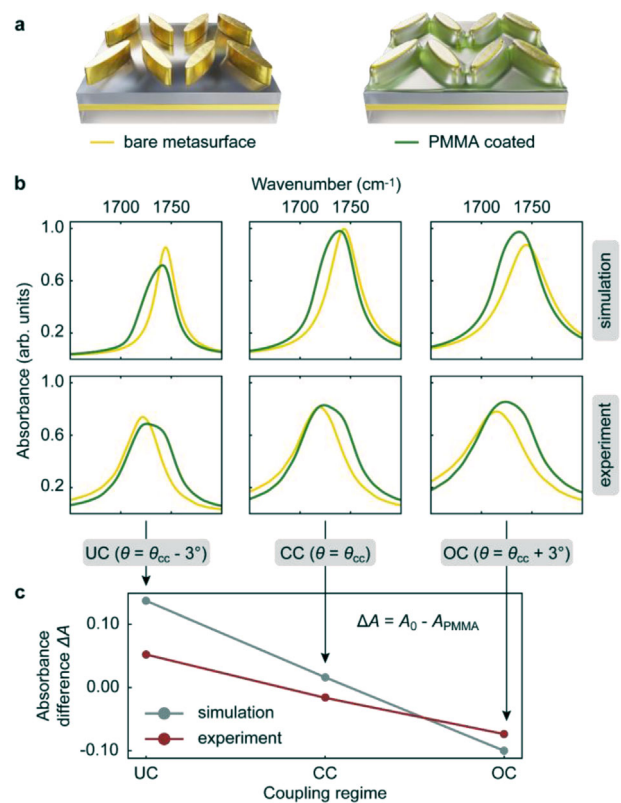 a
bare metasurface
PMMA coated
b
Wavenumber (cm⁻¹)
1700 1750 1700 1750 1700 1750
Absorbance (arb. units)
1.0
0.6
0.2
simulation
1.0
0.6
0.2
experiment
UC (θ = θcc - 3°)
CC (θ = θcc)
OC (θ = θcc + 3°)
c
Absorbance
difference ΔA
0.10
0.00
-0.10
ΔA = A₀ - APMMA
simulation
experiment
UC CC OC
Coupling regime